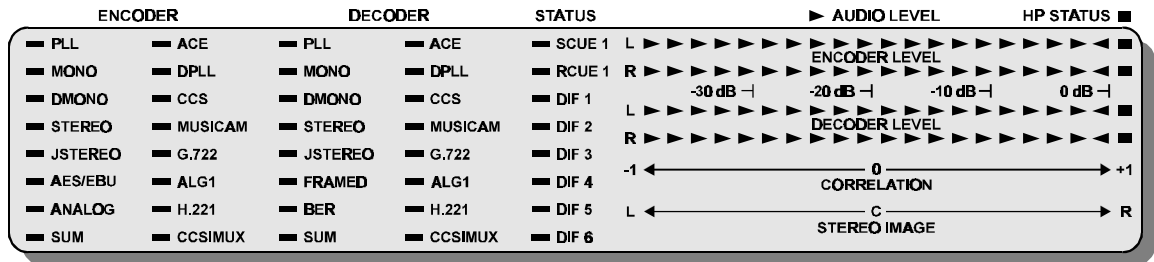 ENCODER DECODER STATUS AUDIO LEVEL HP STATUS
PLL ACE PLL ACE SCUE 1 L
ENCODER LEVEL
MONO DPLL MONO DPLL RCUE 1 R
-30 dB -20 dB -10 dB 0 dB
DMONO CCS DMONO CCS DIF 1 L
DECODER LEVEL
STEREO MUSICAM STEREO MUSICAM DIF 2 R
JSTEREO G.722 JSTEREO G.722 DIF 3
-1 0 +1
CORRELATION
AES/EBU ALG1 FRAMED ALG1 DIF 4
ANALOG H.221 BER H.221 DIF 5 L C R
STEREO IMAGE
SUM CCSIMUX SUM CCSIMUX DIF 6